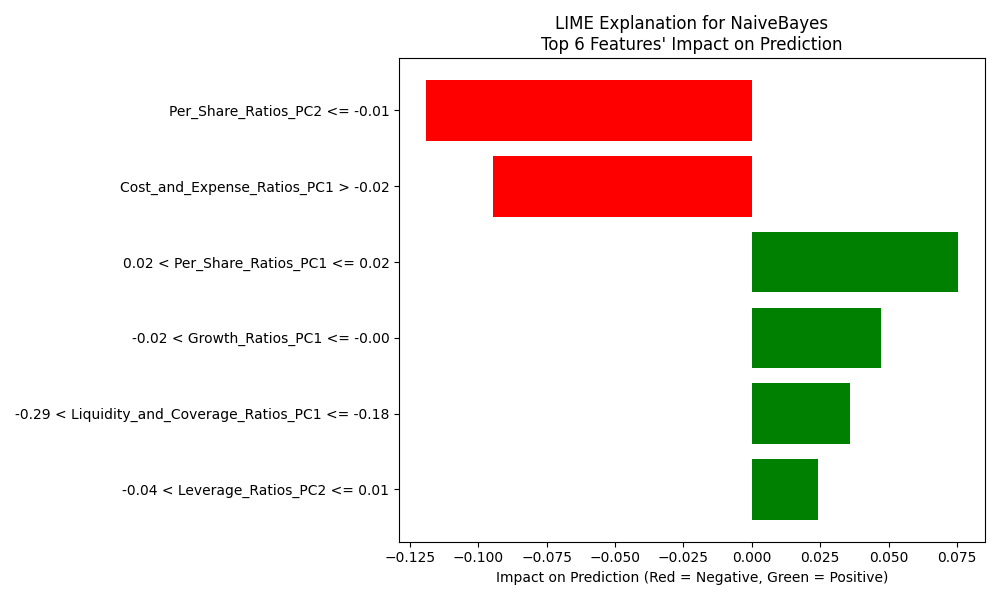 LIME Explanation for NaiveBayes
Top 6 Features' Impact on Prediction
Per_Share_Ratios_PC2 <= -0.01
Cost_and_Expense_Ratios_PC1 > -0.02
0.02 < Per_Share_Ratios_PC1 <= 0.02
-0.02 < Growth_Ratios_PC1 <= -0.00
-0.29 < Liquidity_and_Coverage_Ratios_PC1 <= -0.18
-0.04 < Leverage_Ratios_PC2 <= 0.01
−0.125 −0.100 −0.075 −0.050 −0.025 0.000 0.025 0.050 0.075
Impact on Prediction (Red = Negative, Green = Positive)